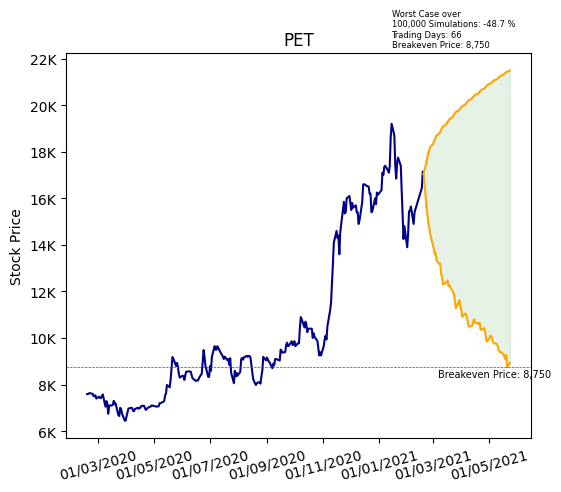 Worst Case over
100,000 Simulations: -48.7 %
Trading Days: 66
Breakeven Price: 8,750
PET
22K
20K
18K
16K
14K
12K
10K
8K
6K
Stock Price
Breakeven Price: 8,750
01/03/2020
01/05/2020
01/07/2020
01/09/2020
01/11/2020
01/01/2021
01/03/2021
01/05/2021